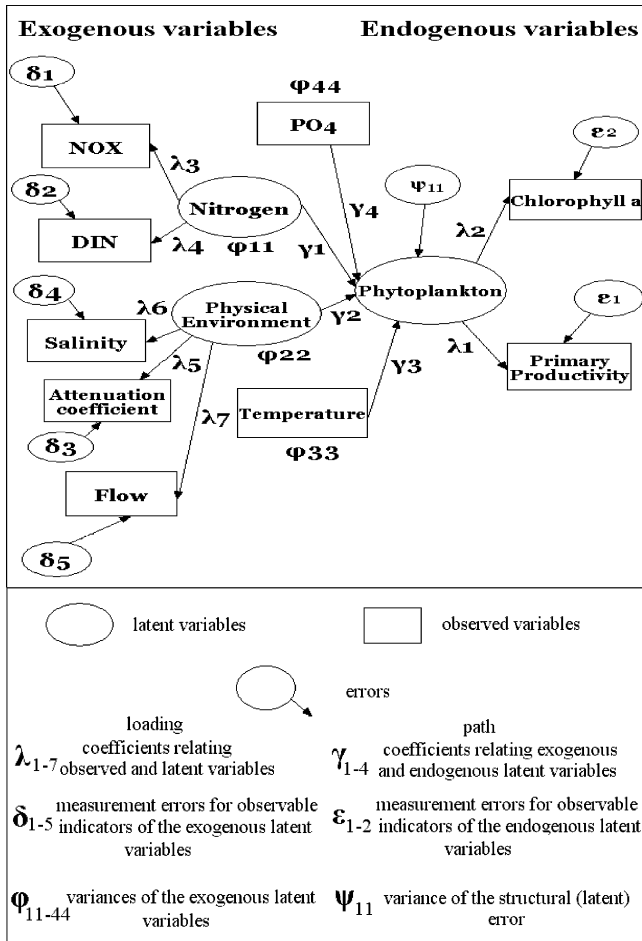 Exogenous variables
Endogenous variables
δ1
φ44
PO4
ε2
NOX
λ3
δ2
Nitrogen
ψ11
Chlorophyll a
DIN
λ4
φ11
γ1
γ4
λ2
δ4
λ6
Physical
Environment
γ2
Phytoplankton
ε1
Salinity
λ5
φ22
γ3
λ1
Primary
Productivity
Attenuation
coefficient
λ7
Temperature
δ3
φ33
Flow
δ5
latent variables
observed variables
errors
loading
λ1-7 coefficients relating
observed and latent variables
path
γ1-4 coefficients relating exogenous
and endogenous latent variables
δ1-5 measurement errors for observable
indicators of the exogenous latent
variables
ε1-2 measurement errors for observable
indicators of the endogenous latent
variables
φ11-44 variances of the exogenous latent
variables
Ψ11 variance of the structural (latent)
error